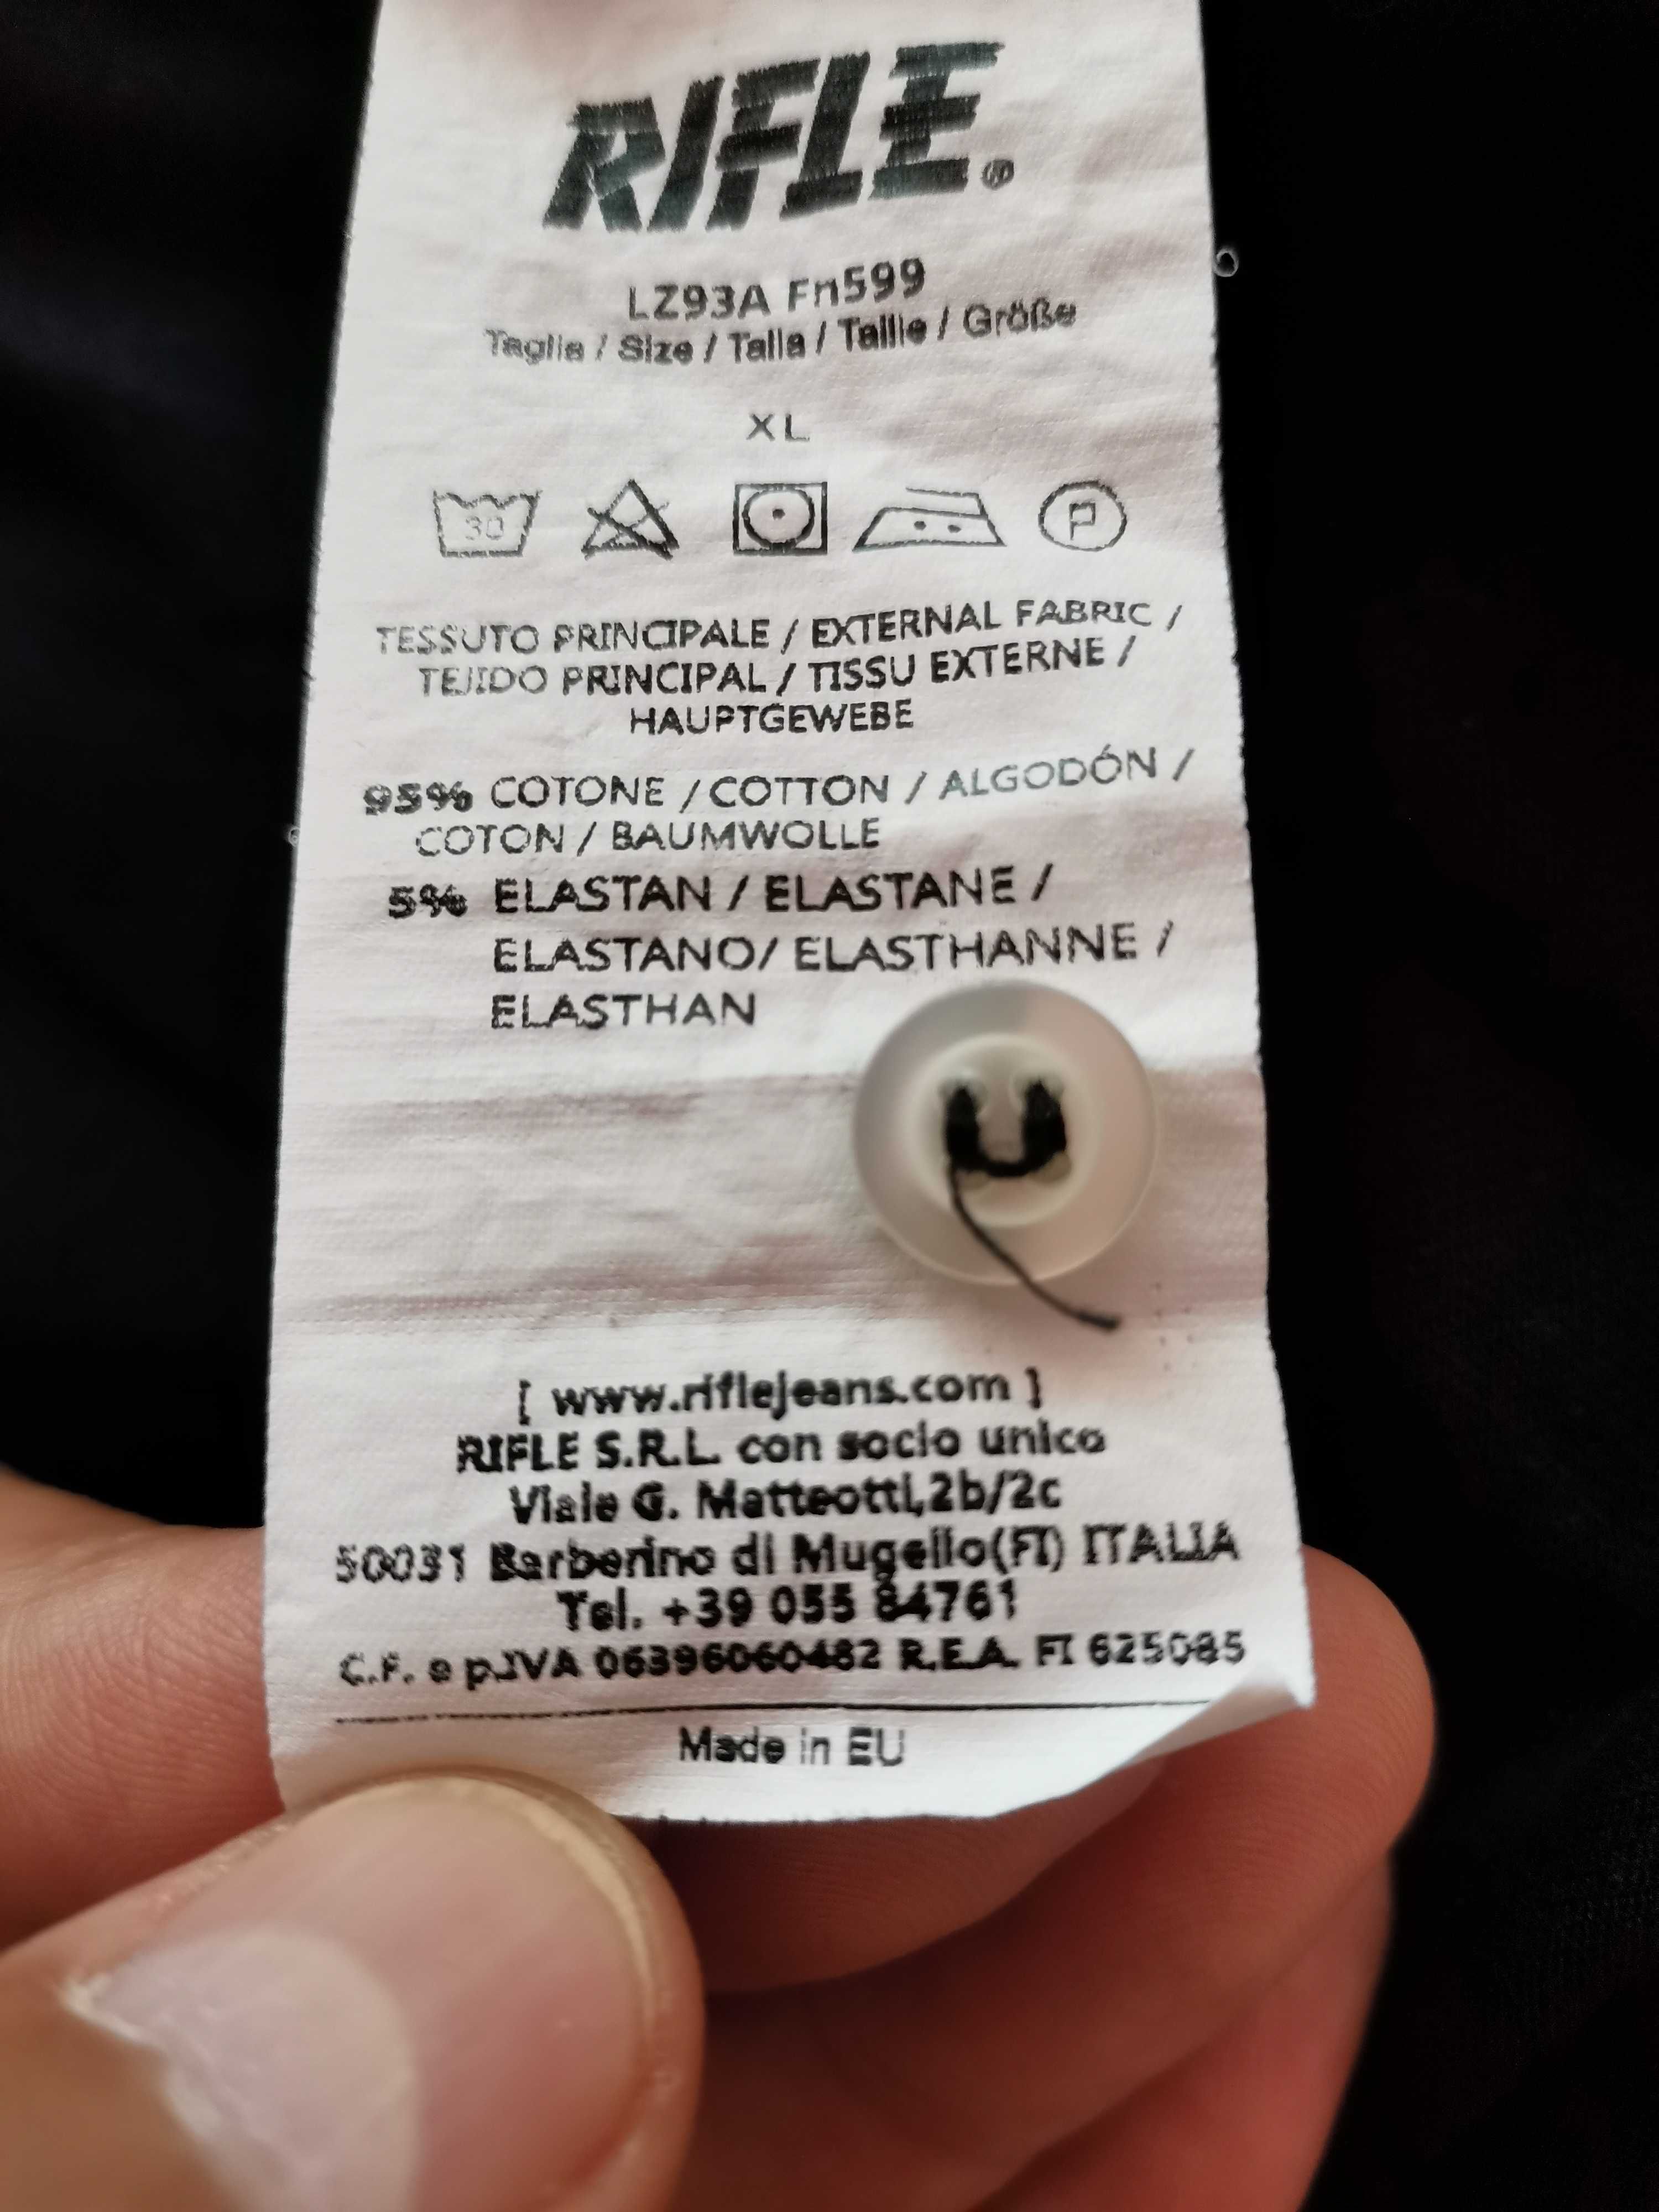 RIFLE®
LZ93A Fn599
Taglia / Size / Talla / Taille / Größe
XL
30
P
TESSUTO PRINCIPALE / EXTERNAL FABRIC /
TEJIDO PRINCIPAL / TISSU EXTERNE /
HAUPTGEWEBE
95% COTONE / COTTON / ALGODÓN /
COTON / BAUMWOLLE
5% ELASTAN / ELASTANE /
ELASTANO/ ELASTHANNE /
ELASTHAN
[ www.riflejeans.com ]
RIFLE S.R.L. con socio unico
Viale G. Matteotti,2b/2c
50031 Barberino di Mugello(FI) ITALIA
Tel. +39 055 84761
C.F. e p.IVA 06396060482 R.E.A. FI 625085
Made in EU